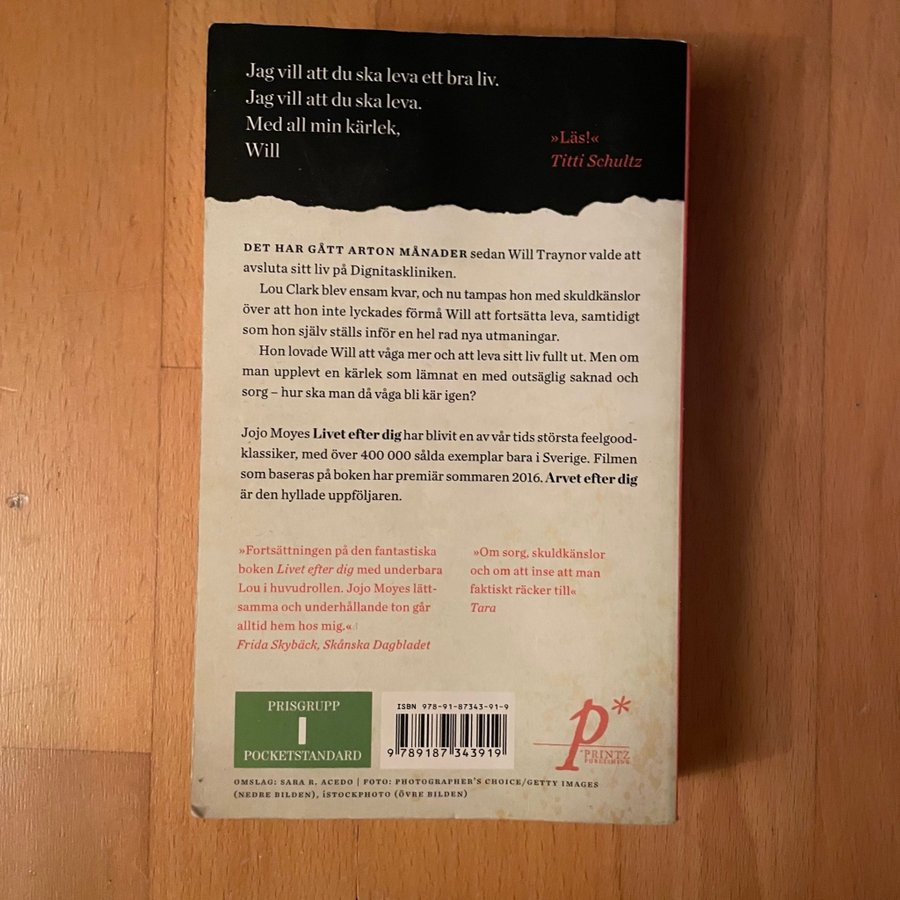 Jag vill att du ska leva ett bra liv.
Jag vill att du ska leva.
Med all min kärlek,
Will
»Läs!«
Titti Schultz
DET HAR GÅTT ARTON MÅNADER sedan Will Traynor valde att
avsluta sitt liv på Dignitaskliniken.
Lou Clark blev ensam kvar, och nu tampas hon med skuldkänslor
över att hon inte lyckades förmå Will att fortsätta leva, samtidigt
som hon själv ställs inför en hel rad nya utmaningar.
Hon lovade Will att våga mer och att leva sitt liv fullt ut. Men om
man upplevt en kärlek som lämnat en med outsäglig saknad och
sorg – hur ska man då våga bli kär igen?
Jojo Moyes Livet efter dig har blivit en av vår tids största feelgood-
klassiker, med över 400 000 sålda exemplar bara i Sverige. Filmen
som baseras på boken har premiär sommaren 2016. Arvet efter dig
är den hyllade uppföljaren.
»Fortsättningen på den fantastiska
boken Livet efter dig med underbara
Lou i huvudrollen. Jojo Moyes lätt-
samma och underhållande ton går
alltid hem hos mig.«
Frida Skybäck, Skånska Dagbladet
»Om sorg, skuldkänslor
och om att inse att man
faktiskt räcker till«
Tara
PRISGRUPP
1
POCKETSTANDARD
ISBN 978-91-87343-91-9
9 789187 343919
p*
PRINTZ
PUBLISHING
OMSLAG: SARA R. ACEDO | FOTO: PHOTOGRAPHER'S CHOICE/GETTY IMAGES
(NEDRE BILDEN), ISTOCKPHOTO (ÖVRE BILDEN)